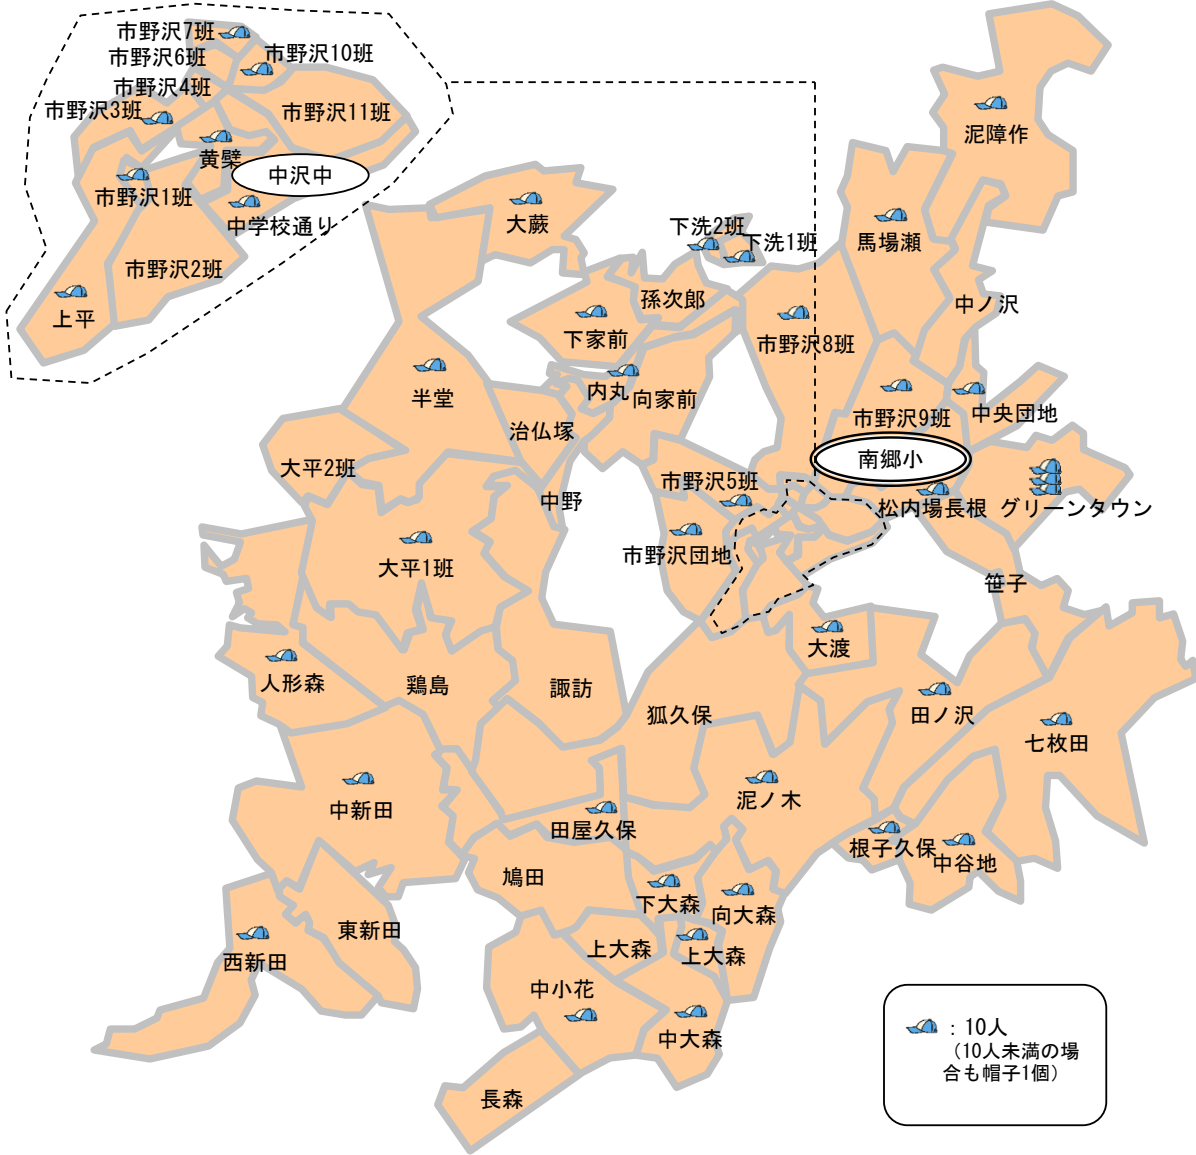 市野沢7班
市野沢6班
市野沢10班
市野沢4班
市野沢3班
市野沢11班
黄檗
中沢中
市野沢1班
中学校通り
市野沢2班
上平
大蕨
下洗2班
下洗1班
孫次郎
下家前
内丸
向家前
半堂
治仏塚
大平2班
中野
大平1班
泥障作
馬場瀬
中ノ沢
市野沢8班
市野沢9班
中央団地
南郷小
市野沢5班
松内場長根
グリーンタウン
市野沢団地
笹子
大渡
人形森
鶏島
諏訪
狐久保
田ノ沢
七枚田
中新田
泥ノ木
田屋久保
根子久保
中谷地
鳩田
下大森
向大森
東新田
上大森
上大森
西新田
中小花
中大森
長森
：10人
（10人未満の場
合も帽子1個）